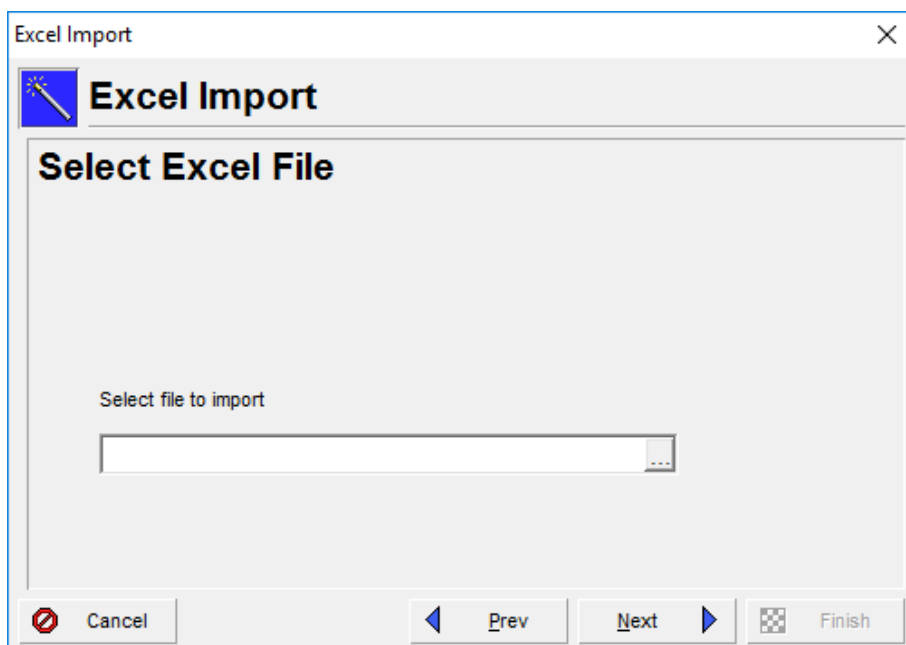 Excel Import
Excel Import
Select Excel File
Select file to import
...
Cancel Prev Next Finish